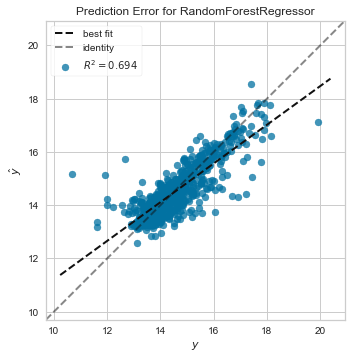 Prediction Error for RandomForestRegressor
best fit
identity
R² = 0.694
20
18
16
14
12
10
ŷ
10 12 14 16 18 20
y